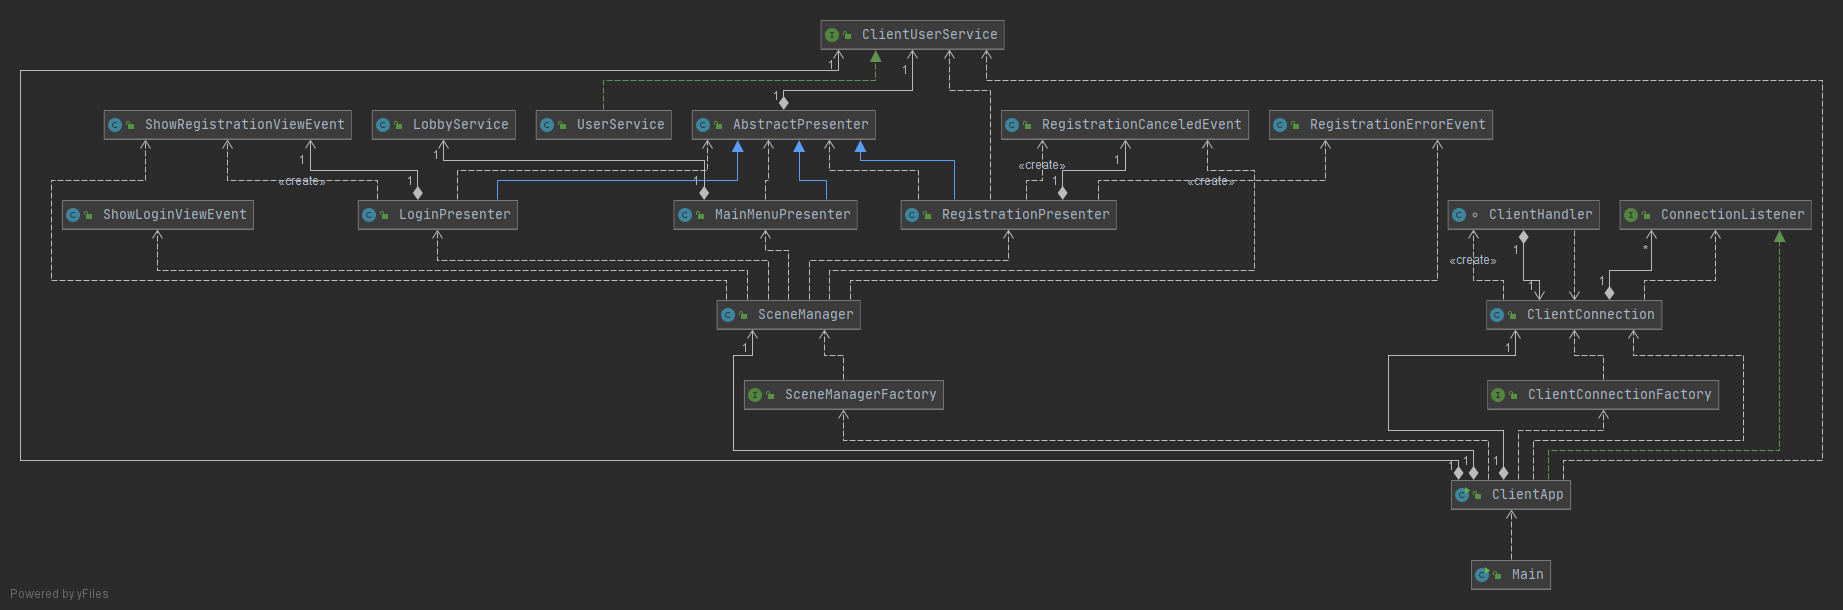 ClientUserService
1
1
1
ShowRegistrationViewEvent
LobbyService
UserService
AbstractPresenter
RegistrationCanceledEvent
RegistrationErrorEvent
1
1
1
«create»
«create»
1
1
1
«create»
ShowLoginViewEvent
LoginPresenter
MainMenuPresenter
RegistrationPresenter
ClientHandler
ConnectionListener
1
*
«create»
1
1
SceneManager
ClientConnection
1
1
SceneManagerFactory
ClientConnectionFactory
1
1
1
ClientApp
Main
Powered by yFiles